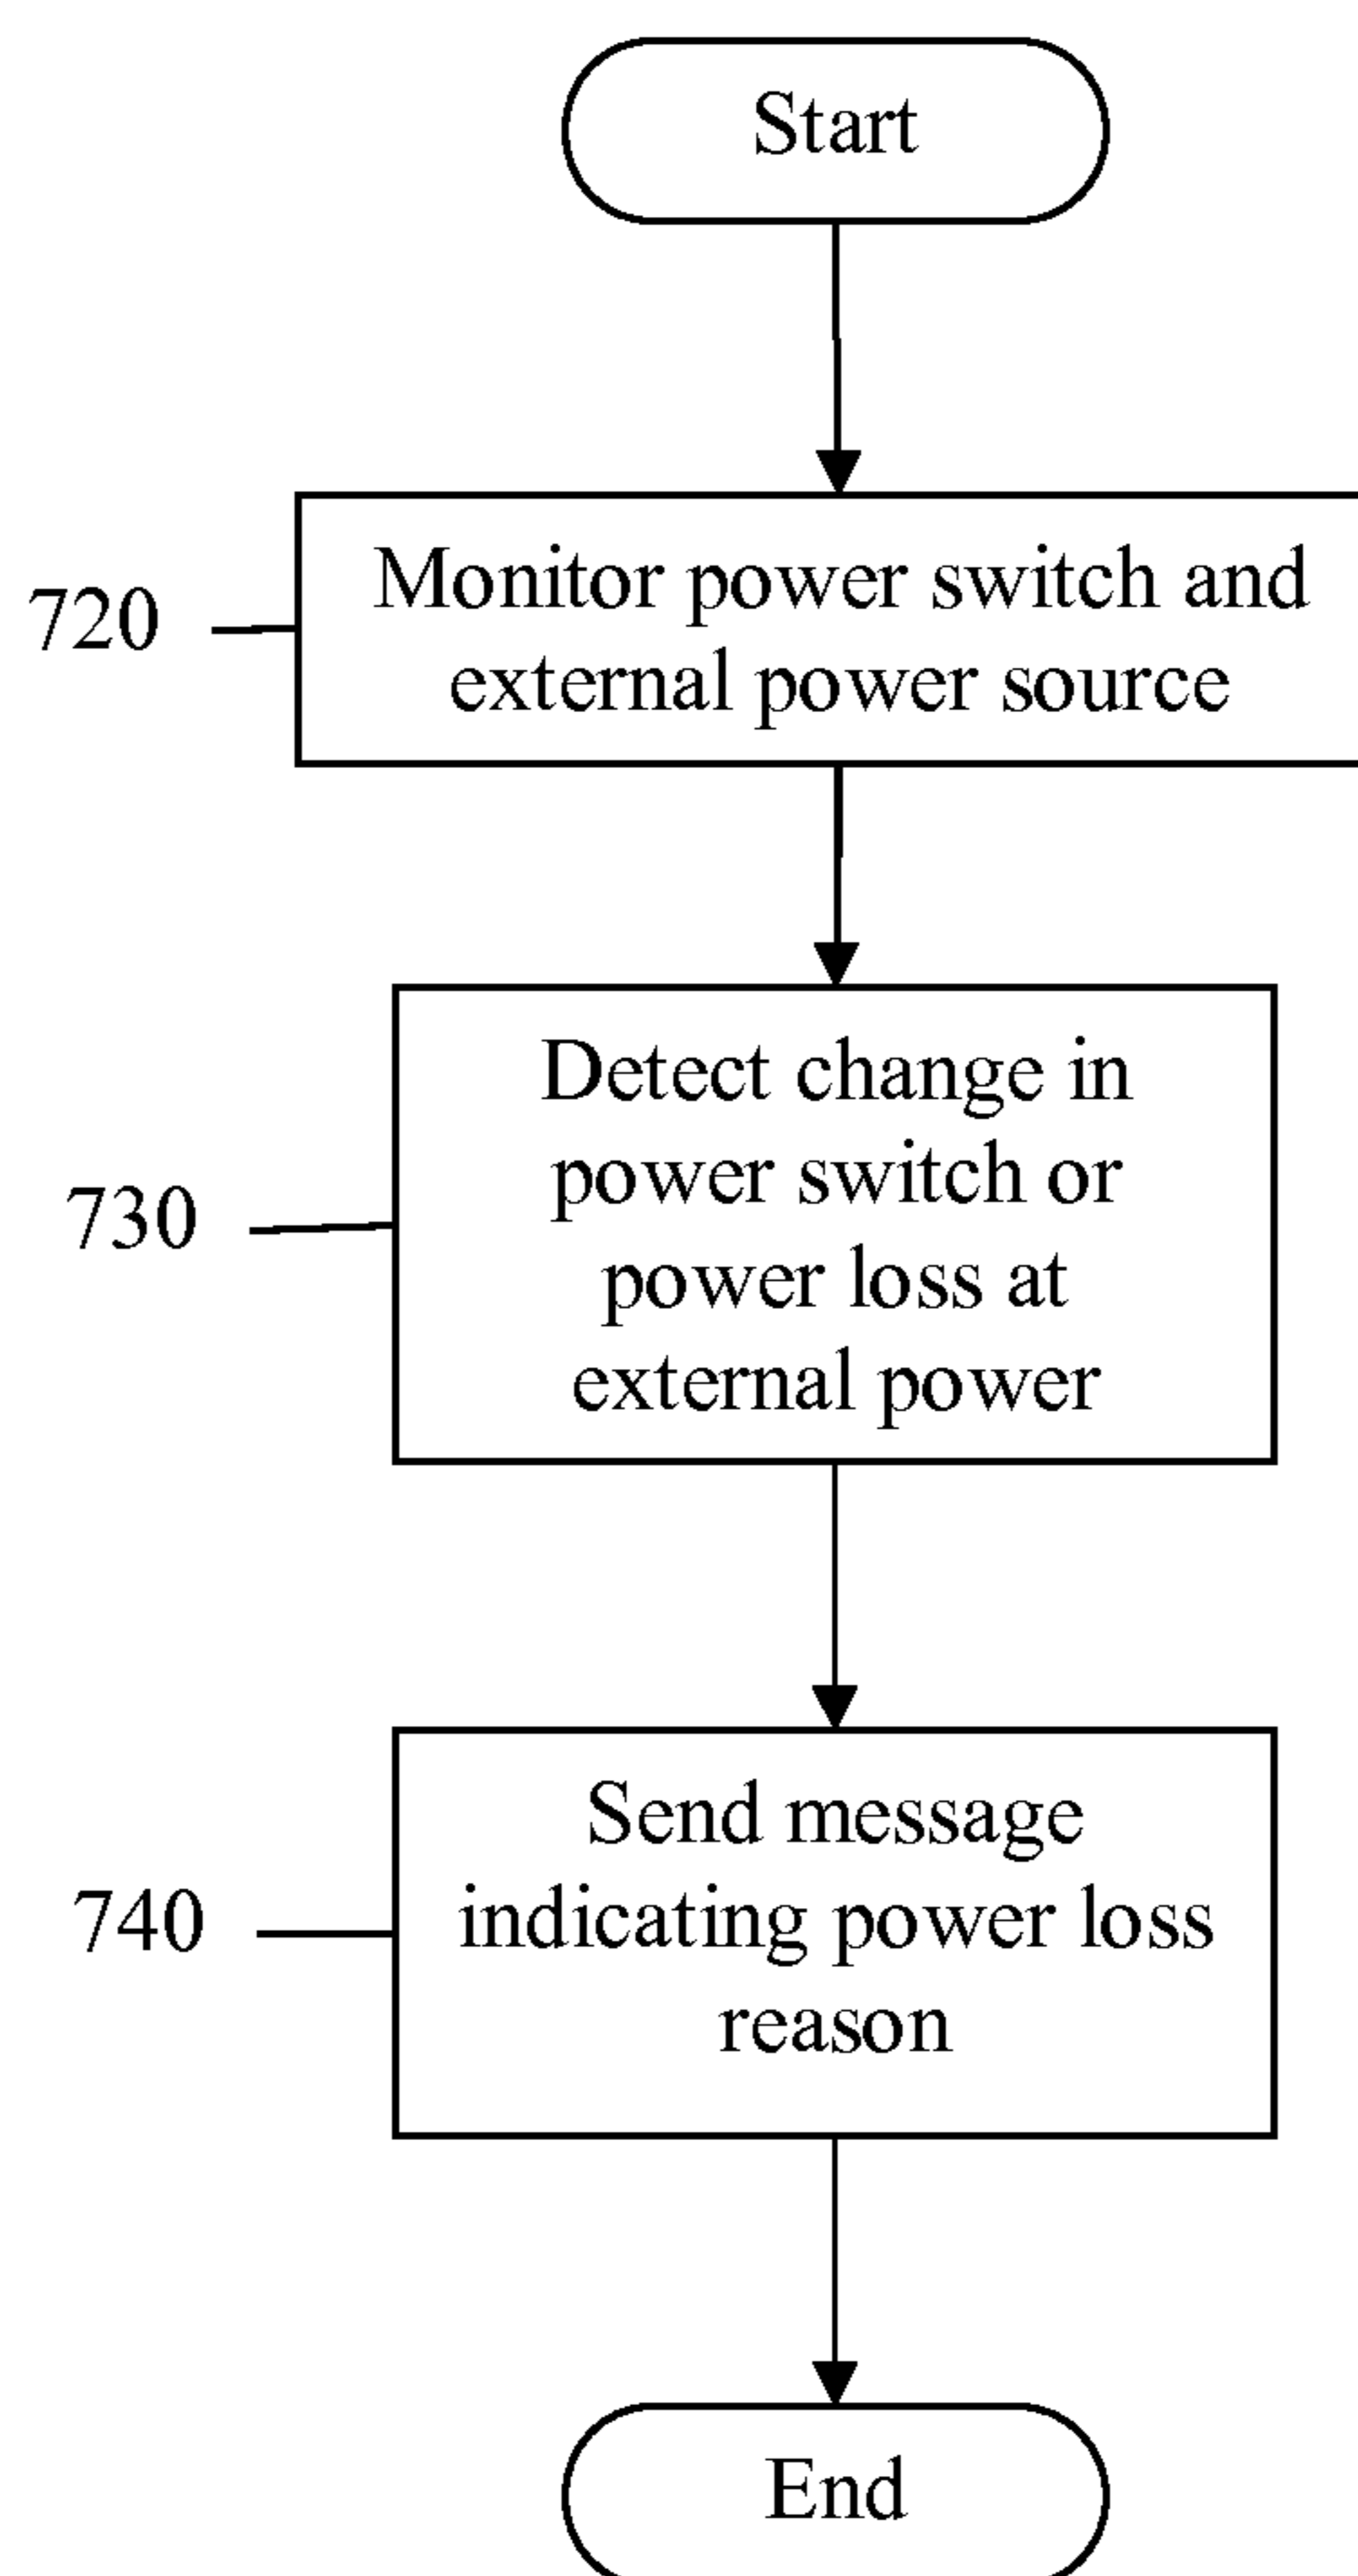 Start
720
Monitor power switch and
external power source
730
Detect change in
power switch or
power loss at
external power
740
Send message
indicating power loss
reason
End